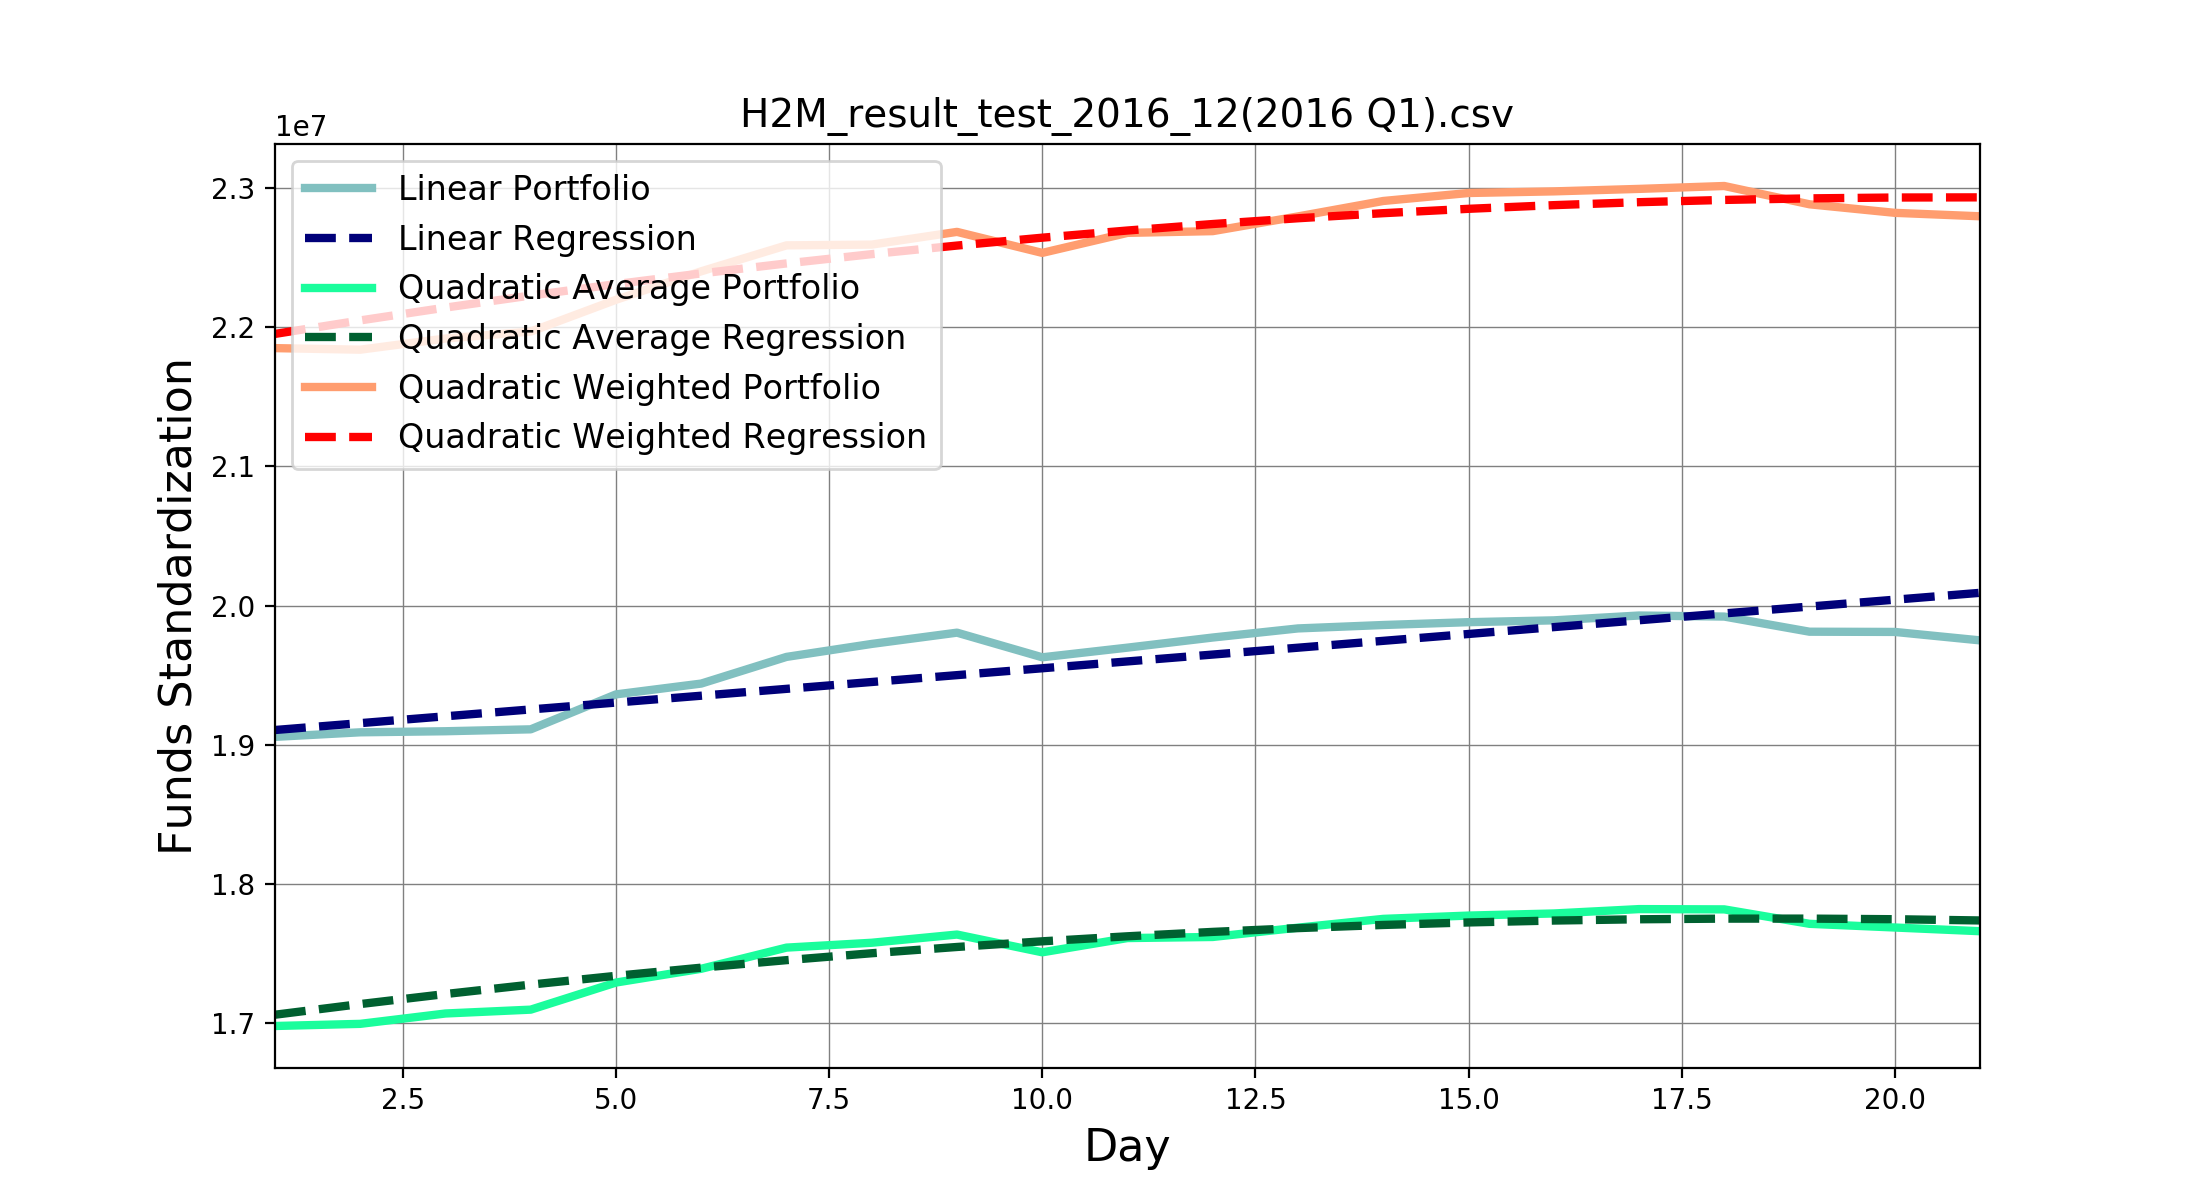 H2M_result_test_2016_12(2016 Q1).csv
1e7
Linear Portfolio
Linear Regression
Quadratic Average Portfolio
Quadratic Average Regression
Quadratic Weighted Portfolio
Quadratic Weighted Regression
Funds Standardization
2.3
2.2
2.1
2.0
1.9
1.8
1.7
2.5 5.0 7.5 10.0 12.5 15.0 17.5 20.0
Day